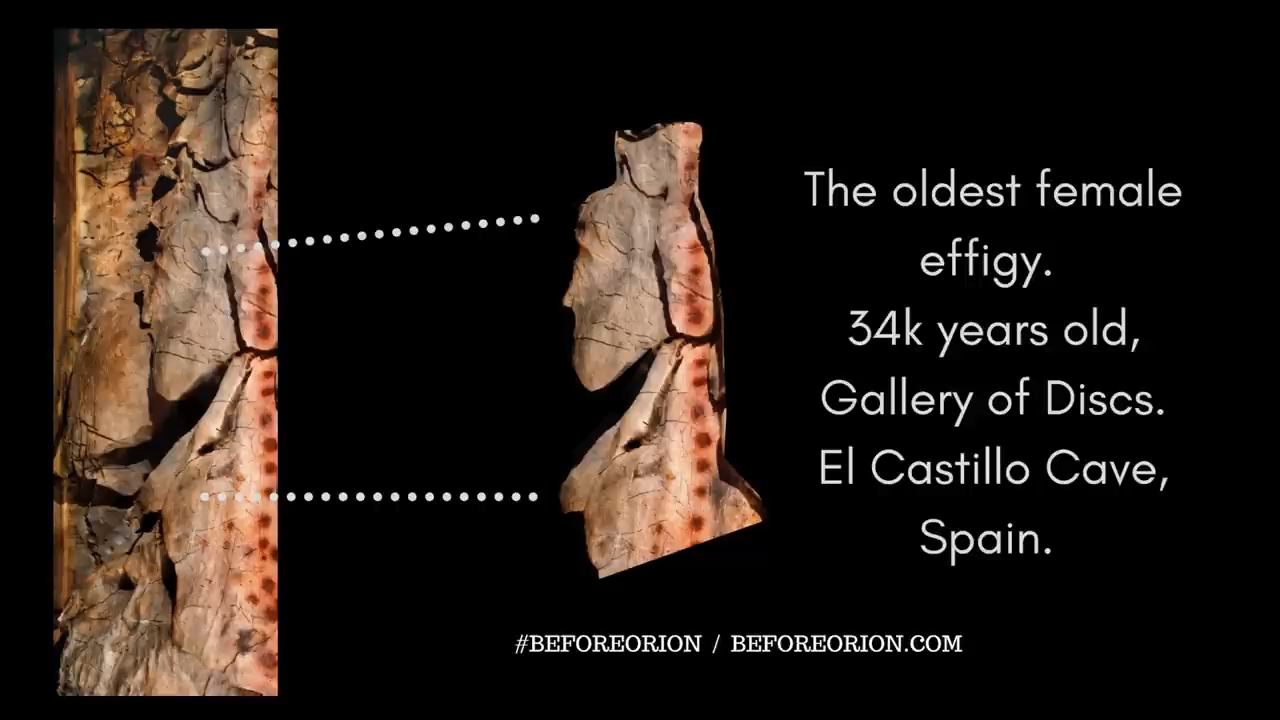 The oldest female
effigy.
34k years old,
Gallery of Discs.
El Castillo Cave,
Spain.
#BEFOREORION / BEFOREORION.COM